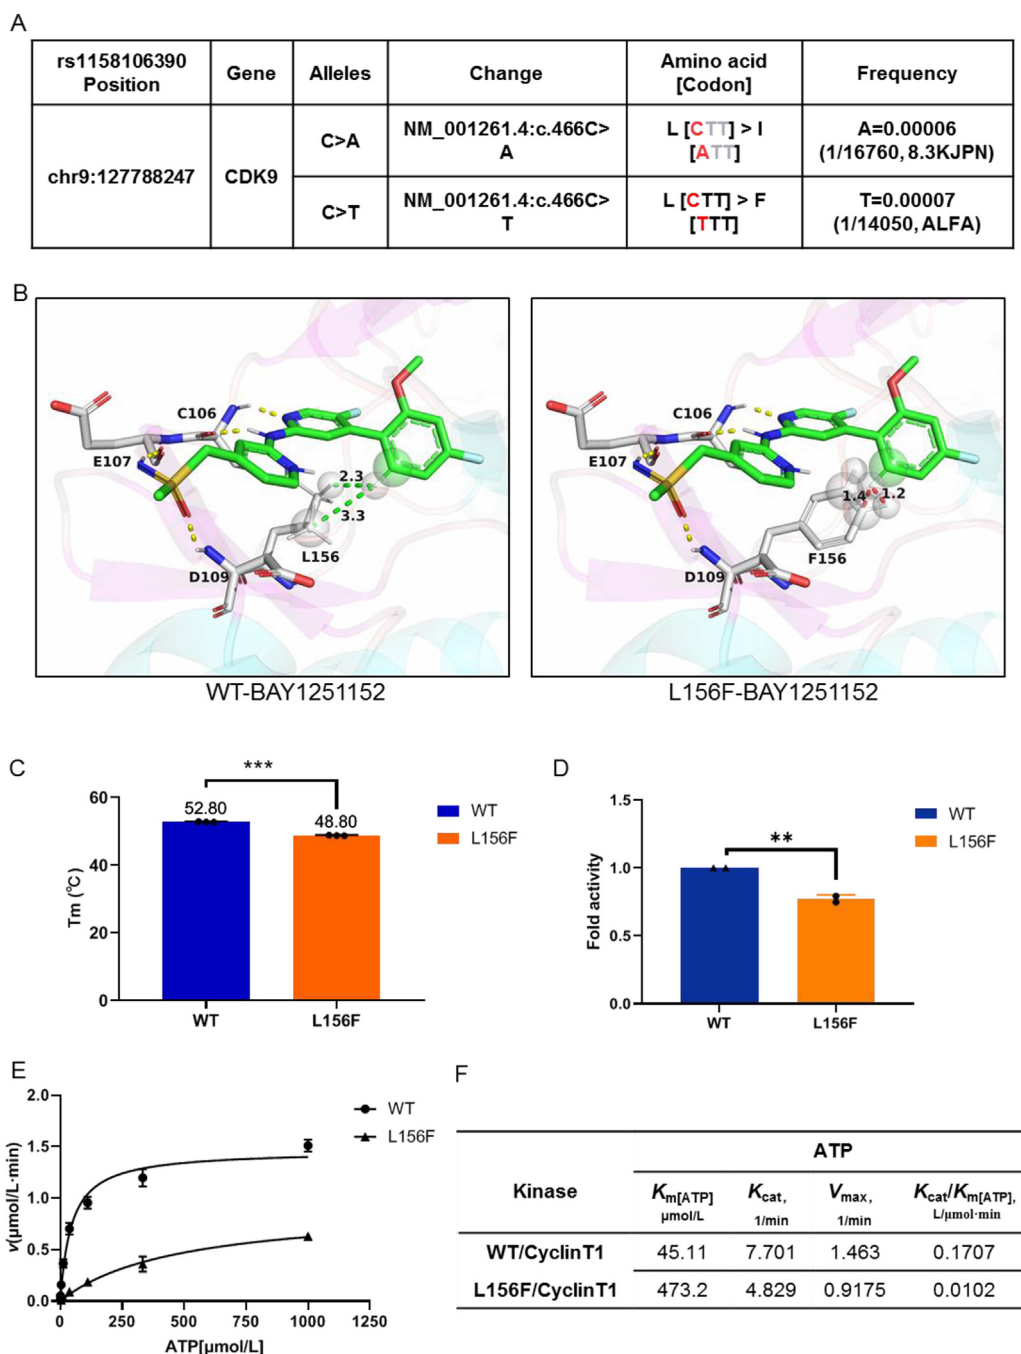 A
rs1158106390 Position
Gene
Alleles
Change
Amino acid [Codon]
Frequency
chr9:127788247
CDK9
C>A
NM_001261.4:c.466C>
A
L [CTT] > I
[ATT]
A=0.00006
(1/16760, 8.3KJPN)
C>T
NM_001261.4:c.466C>
T
L [CTT] > F
[TTT]
T=0.00007
(1/14050, ALFA)
B
C106
E107
2.3
3.3
L156
D109
WT-BAY1251152
C106
E107
1.4
1.2
F156
D109
L156F-BAY1251152
C
***
52.80
48.80
WT
L156F
Tm (°C)
60
40
20
0
WT
L156F
D
**
WT
L156F
Fold activity
1.5
1.0
0.5
0.0
WT
L156F
E
WT
L156F
v(μmol/L·min)
2.0
1.5
1.0
0.5
0.0
0 250 500 750 1000 1250
ATP[μmol/L]
F
ATP
Kinase
Km[ATP] μmol/L
Kcat, 1/min
Vmax, 1/min
Kcat/Km[ATP], L/μmol·min
WT/CyclinT1 45.11 7.701 1.463 0.1707
L156F/CyclinT1 473.2 4.829 0.9175 0.0102